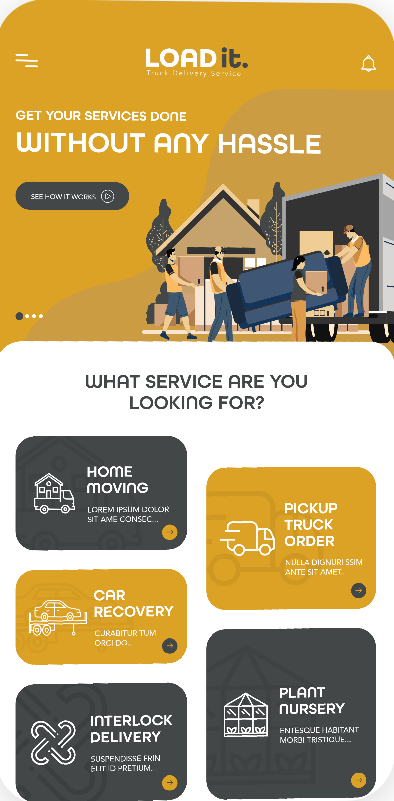 LOAD it.
Truck Delivery Service
GET YOUR SERVICES DONE
WITHOUT ANY HASSLE
SEE HOW IT WORKS
WHAT SERVICE ARE YOU
LOOKING FOR?
HOME
MOVING
LOREM IPSUM DOLOR
SIT AME CONSEC...
PICKUP
TRUCK
ORDER
NULLA DIGNURI SSIM
ANTE SIT AMET.
CAR
RECOVERY
CURABITUR TUM
ORCI DO..
PLANT
NURSERY
ENTESQUE HABITANT
MORBI TRISTIQUE...
INTERLOCK
DELIVERY
SUSPENDISSE FRIN
ELIT ID PRETIUM...